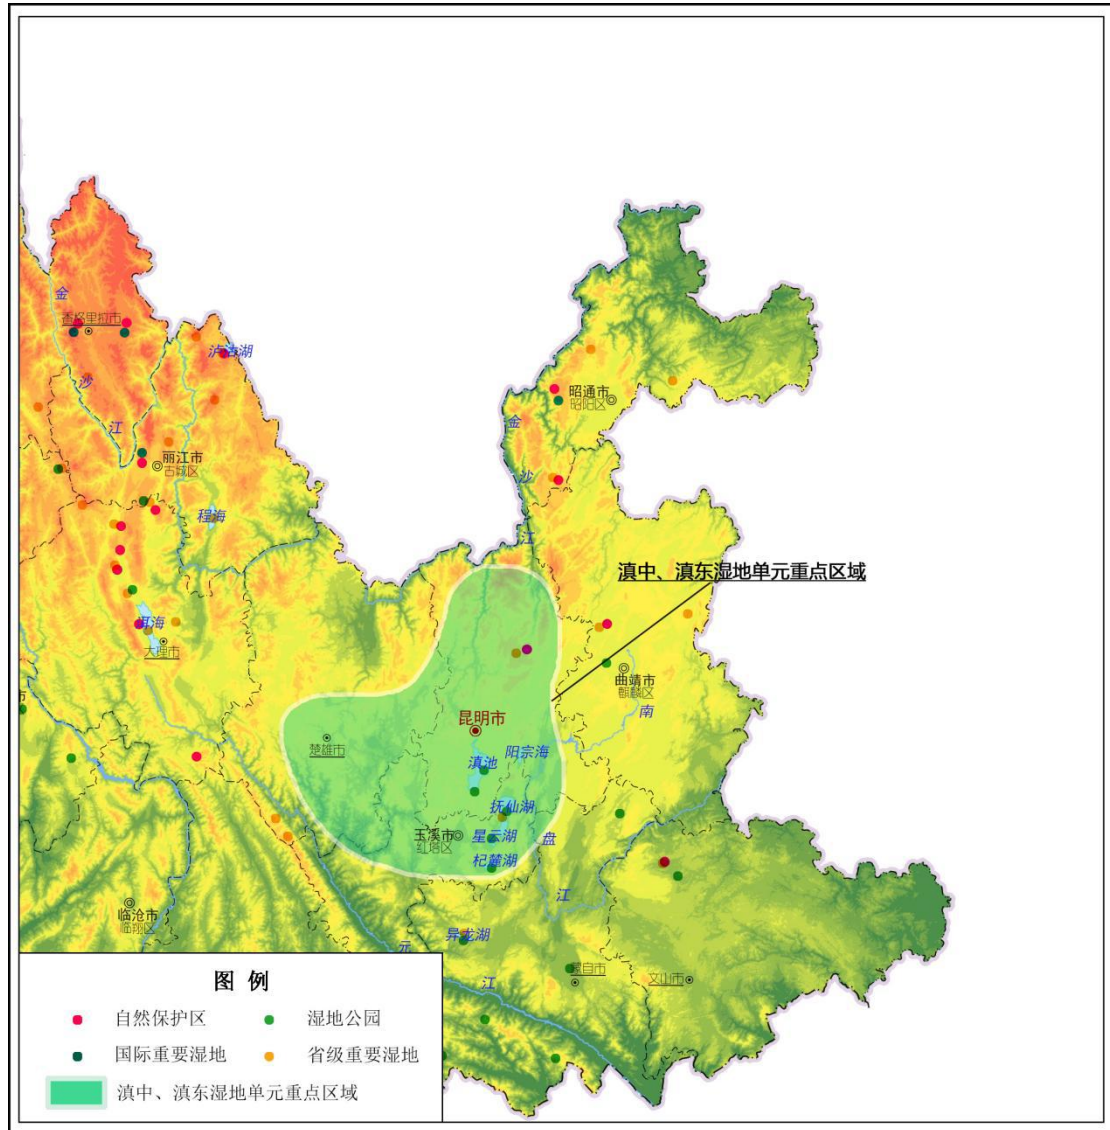 金
香格里拉市
泸沽湖
沙
江
昭通市
昭阳区
金
丽江市
古城区
沙
程海
江
滇中、滇东湿地单元重点区域
洱海
大理市
曲靖市
麒麟区
南
昆明市
楚雄市
阳宗海
滇池
抚仙湖
玉溪市
红塔区
星云湖
盘
杞麓湖
江
临沧市
临翔区
异龙湖
元
蒙自市
文山市
江
图 例
自然保护区
湿地公园
国际重要湿地
省级重要湿地
滇中、滇东湿地单元重点区域